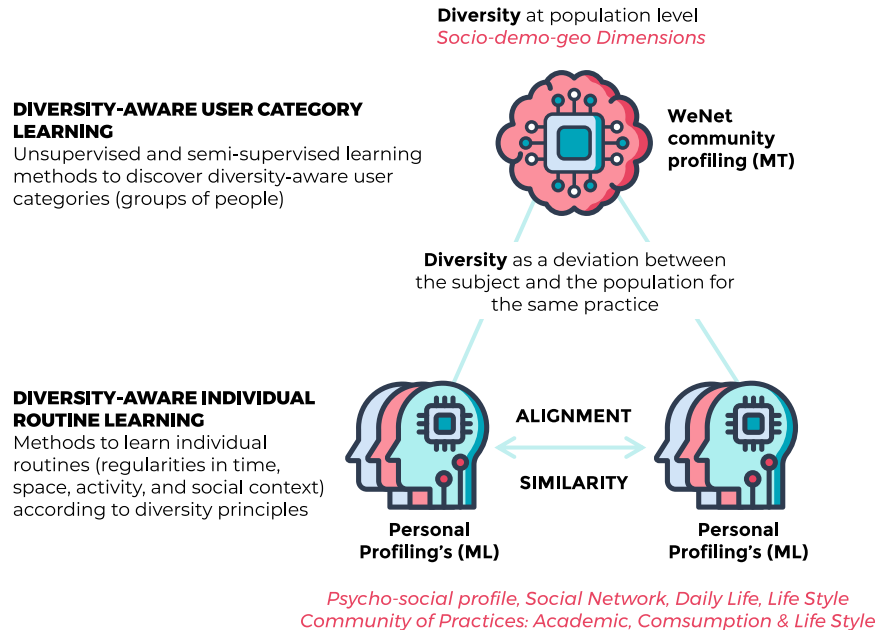 Diversity at population level
Socio-demo-geo Dimensions
DIVERSITY-AWARE USER CATEGORY
LEARNING
Unsupervised and semi-supervised learning
methods to discover diversity-aware user
categories (groups of people)
WeNet
community
profiling (MT)
Diversity as a deviation between
the subject and the population for
the same practice
DIVERSITY-AWARE INDIVIDUAL
ROUTINE LEARNING
Methods to learn individual
routines (regularities in time,
space, activity, and social context)
according to diversity principles
ALIGNMENT
SIMILARITY
Personal
Profiling's (ML)
Personal
Profiling's (ML)
Psycho-social profile, Social Network, Daily Life, Life Style
Community of Practices: Academic, Comsumption & Life Style